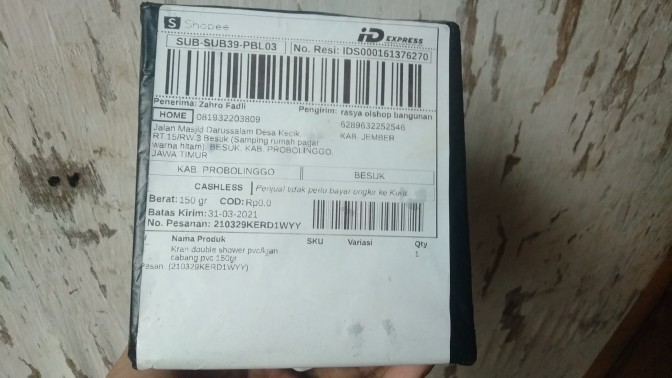 S Shopee
iD EXPRESS
SUB-SUB39-PBL03
No. Resi: IDS000161376270
Penerima: Zahro Fadli
HOME 081932203809
Jalan Masjid Darussalam Desa Kecik
RT.15/RW.3 Besuk (Samping rumah pagar
warna hitam), BESUK, KAB. PROBOLINGGO,
JAWA TIMUR
Pengirim: rasya olshop bangunan
6289632252546
KAB. JEMBER
KAB. PROBOLINGGO
BESUK
CASHLESS Penjual tidak perlu bayar ongkir ke Kurir
Berat: 150 gr COD: Rp0.0
Batas Kirim: 31-03-2021
No. Pesanan: 210329KERD1WYY
Nama Produk SKU Variasi Qty
Kran double shower pvc/kran 1
cabang pvc 150gr
Pesan: (210329KERD1WYY)